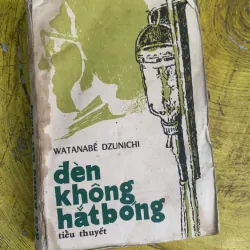 WATANABÊ DZUNICHI
đèn
không
hắt bóng
tiểu thuyết